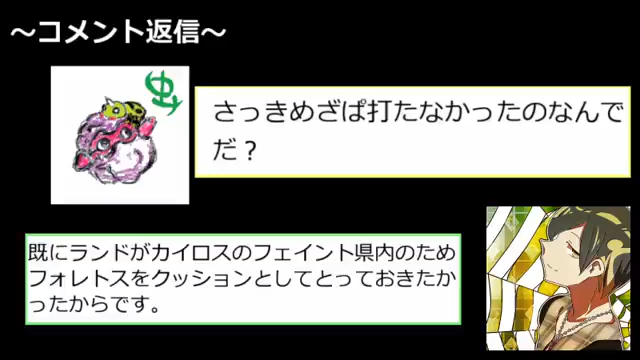 ～コメント返信～
虫
さっきめざぱ打たなかったのなんで
だ？
既にランドがカイロスのフェイント県内のため
フォレトスをクッションとしてとっておきたか
ったからです。